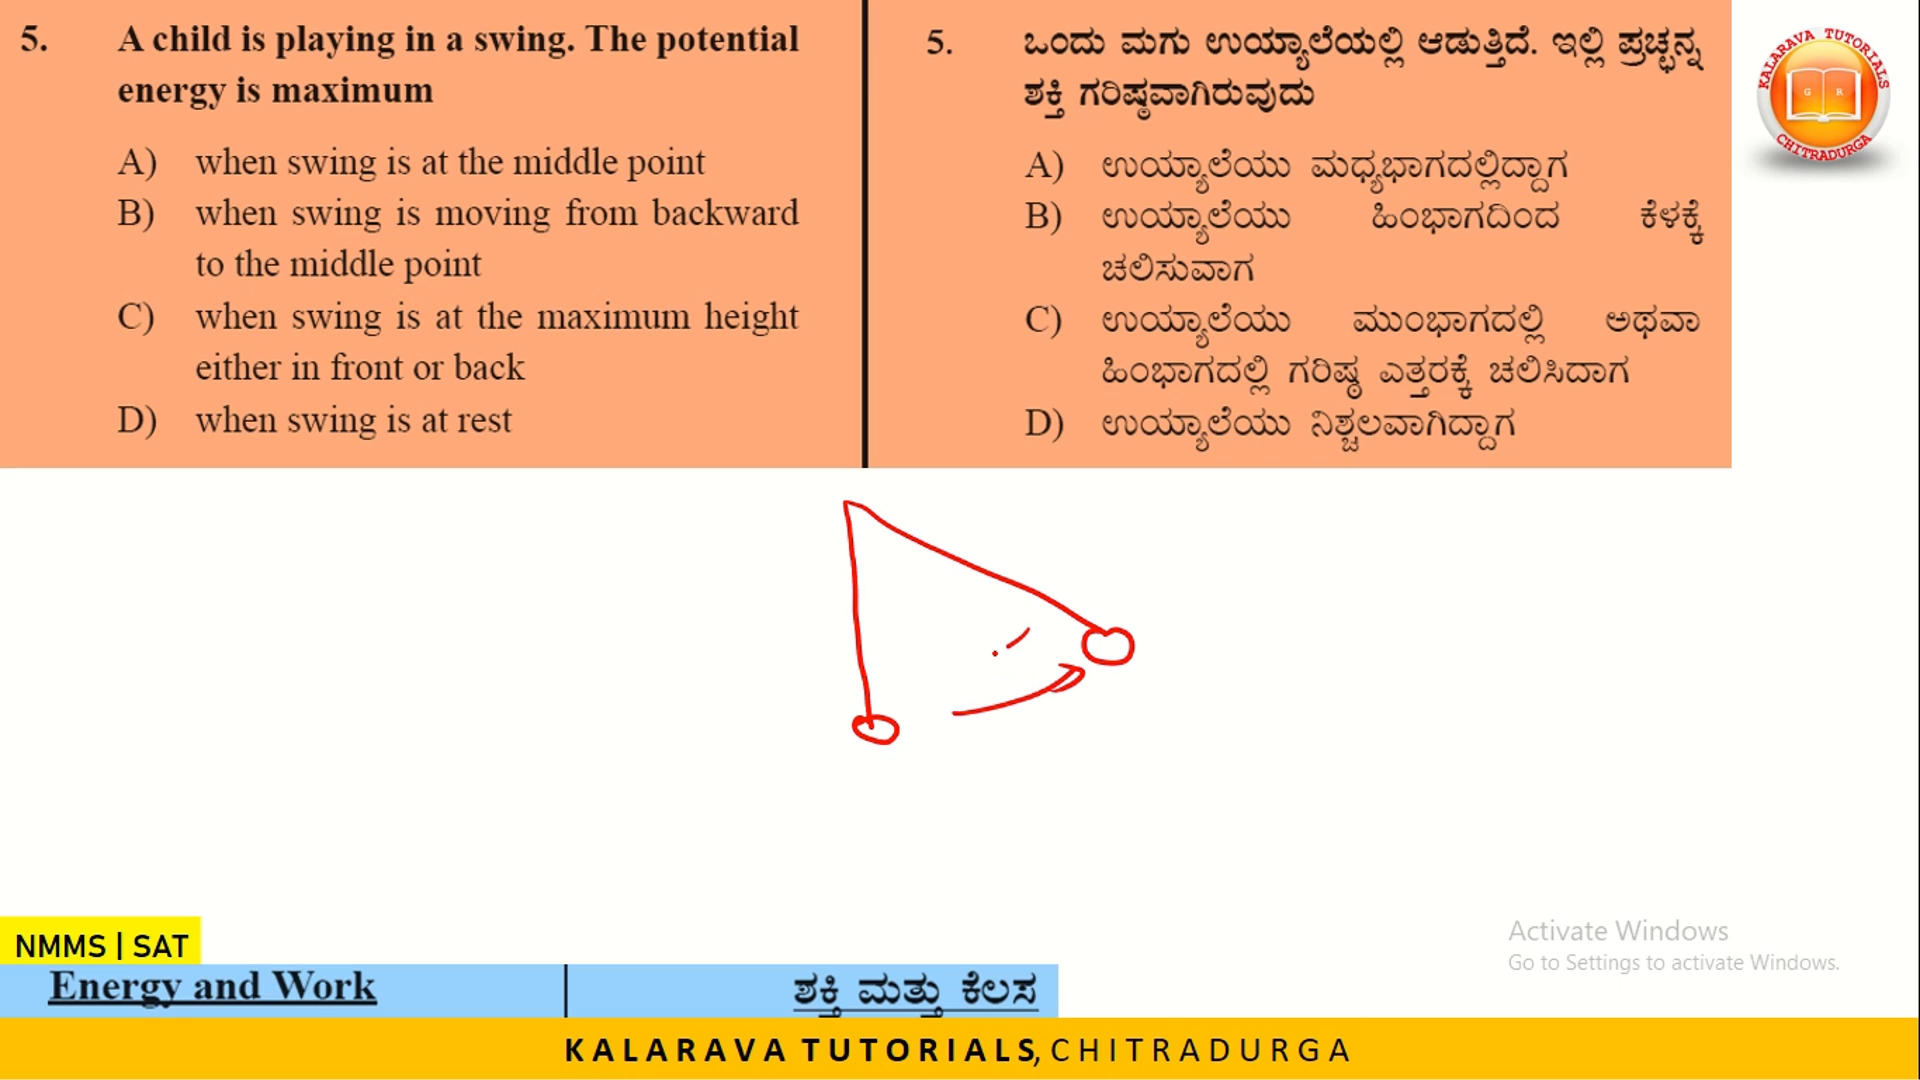 5. A child is playing in a swing. The potential
energy is maximum
A) when swing is at the middle point
B) when swing is moving from backward
to the middle point
C) when swing is at the maximum height
either in front or back
D) when swing is at rest
5. ಒಂದು ಮಗು ಉಯ್ಯಾಲೆಯಲ್ಲಿ ಆಡುತ್ತಿದೆ. ಇಲ್ಲಿ ಪ್ರಚ್ಛನ್ನ
ಶಕ್ತಿ ಗರಿಷ್ಠವಾಗಿರುವುದು
A) ಉಯ್ಯಾಲೆಯು ಮಧ್ಯಭಾಗದಲ್ಲಿದ್ದಾಗ
B) ಉಯ್ಯಾಲೆಯು ಹಿಂಭಾಗದಿಂದ ಕೆಳಕ್ಕೆ
ಚಲಿಸುವಾಗ
C) ಉಯ್ಯಾಲೆಯು ಮುಂಭಾಗದಲ್ಲಿ ಅಥವಾ
ಹಿಂಭಾಗದಲ್ಲಿ ಗರಿಷ್ಠ ಎತ್ತರಕ್ಕೆ ಚಲಿಸಿದಾಗ
D) ಉಯ್ಯಾಲೆಯು ನಿಶ್ಚಲವಾಗಿದ್ದಾಗ
KALARAVA TUTORIALS
G R
CHITRADURGA
Activate Windows
Go to Settings to activate Windows.
NMMS | SAT
Energy and Work
ಶಕ್ತಿ ಮತ್ತು ಕೆಲಸ
KALARAVA TUTORIALS, CHITRADURGA